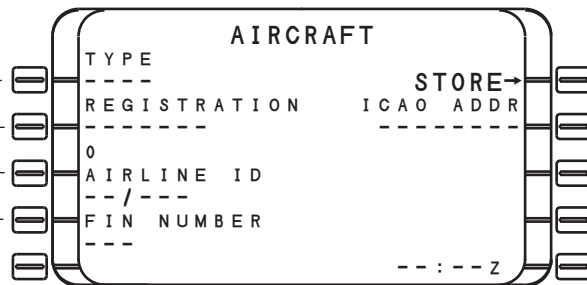 AIRCRAFT
TYPE
----
STORE→
REGISTRATION ICAO ADDR
------- --------
0
AIRLINE ID
--/---
FIN NUMBER
---
--:--Z